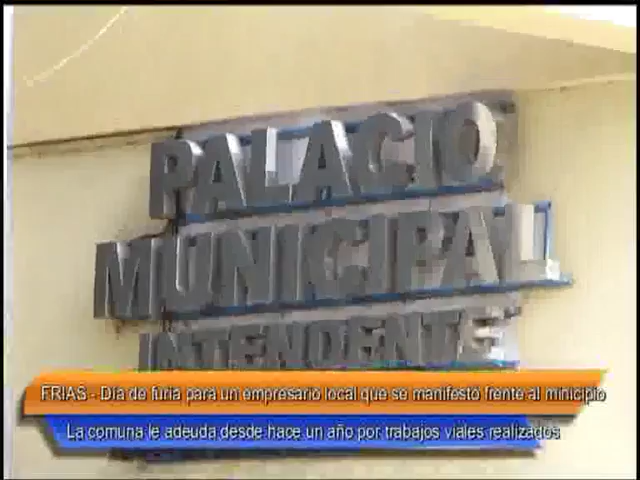 PALACIO
MUNICIPAL
INTENDENTE
FRIAS - Día de furia para un empresario local que se manifestó frente al minicipio
La comuna le adeuda desde hace un año por trabajos viales realizados